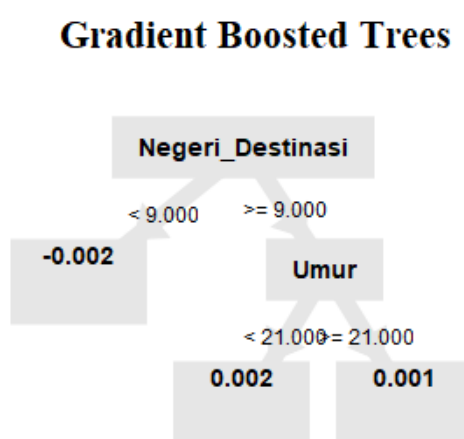 Gradient Boosted Trees
Negeri_Destinasi
< 9.000 >= 9.000
-0.002
Umur
< 21.000 >= 21.000
0.002 0.001